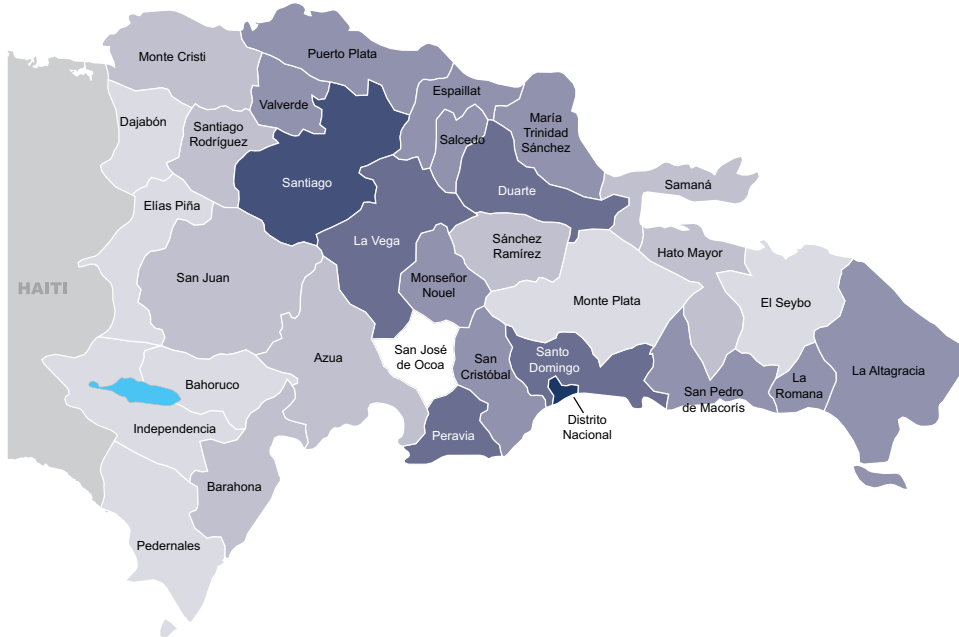 Monte Cristi
Puerto Plata
Valverde
Espaillat
María
Trinidad
Sánchez
Dajabón
Santiago
Rodríguez
Salcedo
Santiago
Duarte
Samaná
Elías Piña
La Vega
Sánchez
Ramírez
Hato Mayor
San Juan
Monseñor
Nouel
HAITI
Monte Plata
El Seybo
Azua
San José
de Ocoa
San
Cristóbal
Santo
Domingo
La Altagracia
Bahoruco
San Pedro
de Macorís
La
Romana
Independencia
Peravia
Distrito
Nacional
Barahona
Pedernales